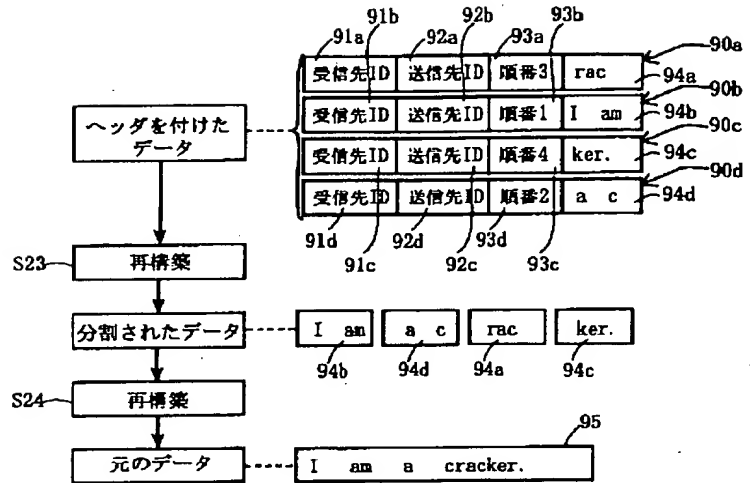 91b 92b 93b
91a 92a 93a 90a
受信先ID 送信先ID 順番3 rac 94a
90b
受信先ID 送信先ID 順番1 I am 94b
ヘッダを付けた
データ
90c
受信先ID 送信先ID 順番4 ker. 94c
90d
受信先ID 送信先ID 順番2 a c 94d
91d 92d 93d
91c 92c 93c
S23 再構築
分割されたデータ I am a c rac ker.
94b 94d 94a 94c
S24 再構築
95
元のデータ I am a cracker.